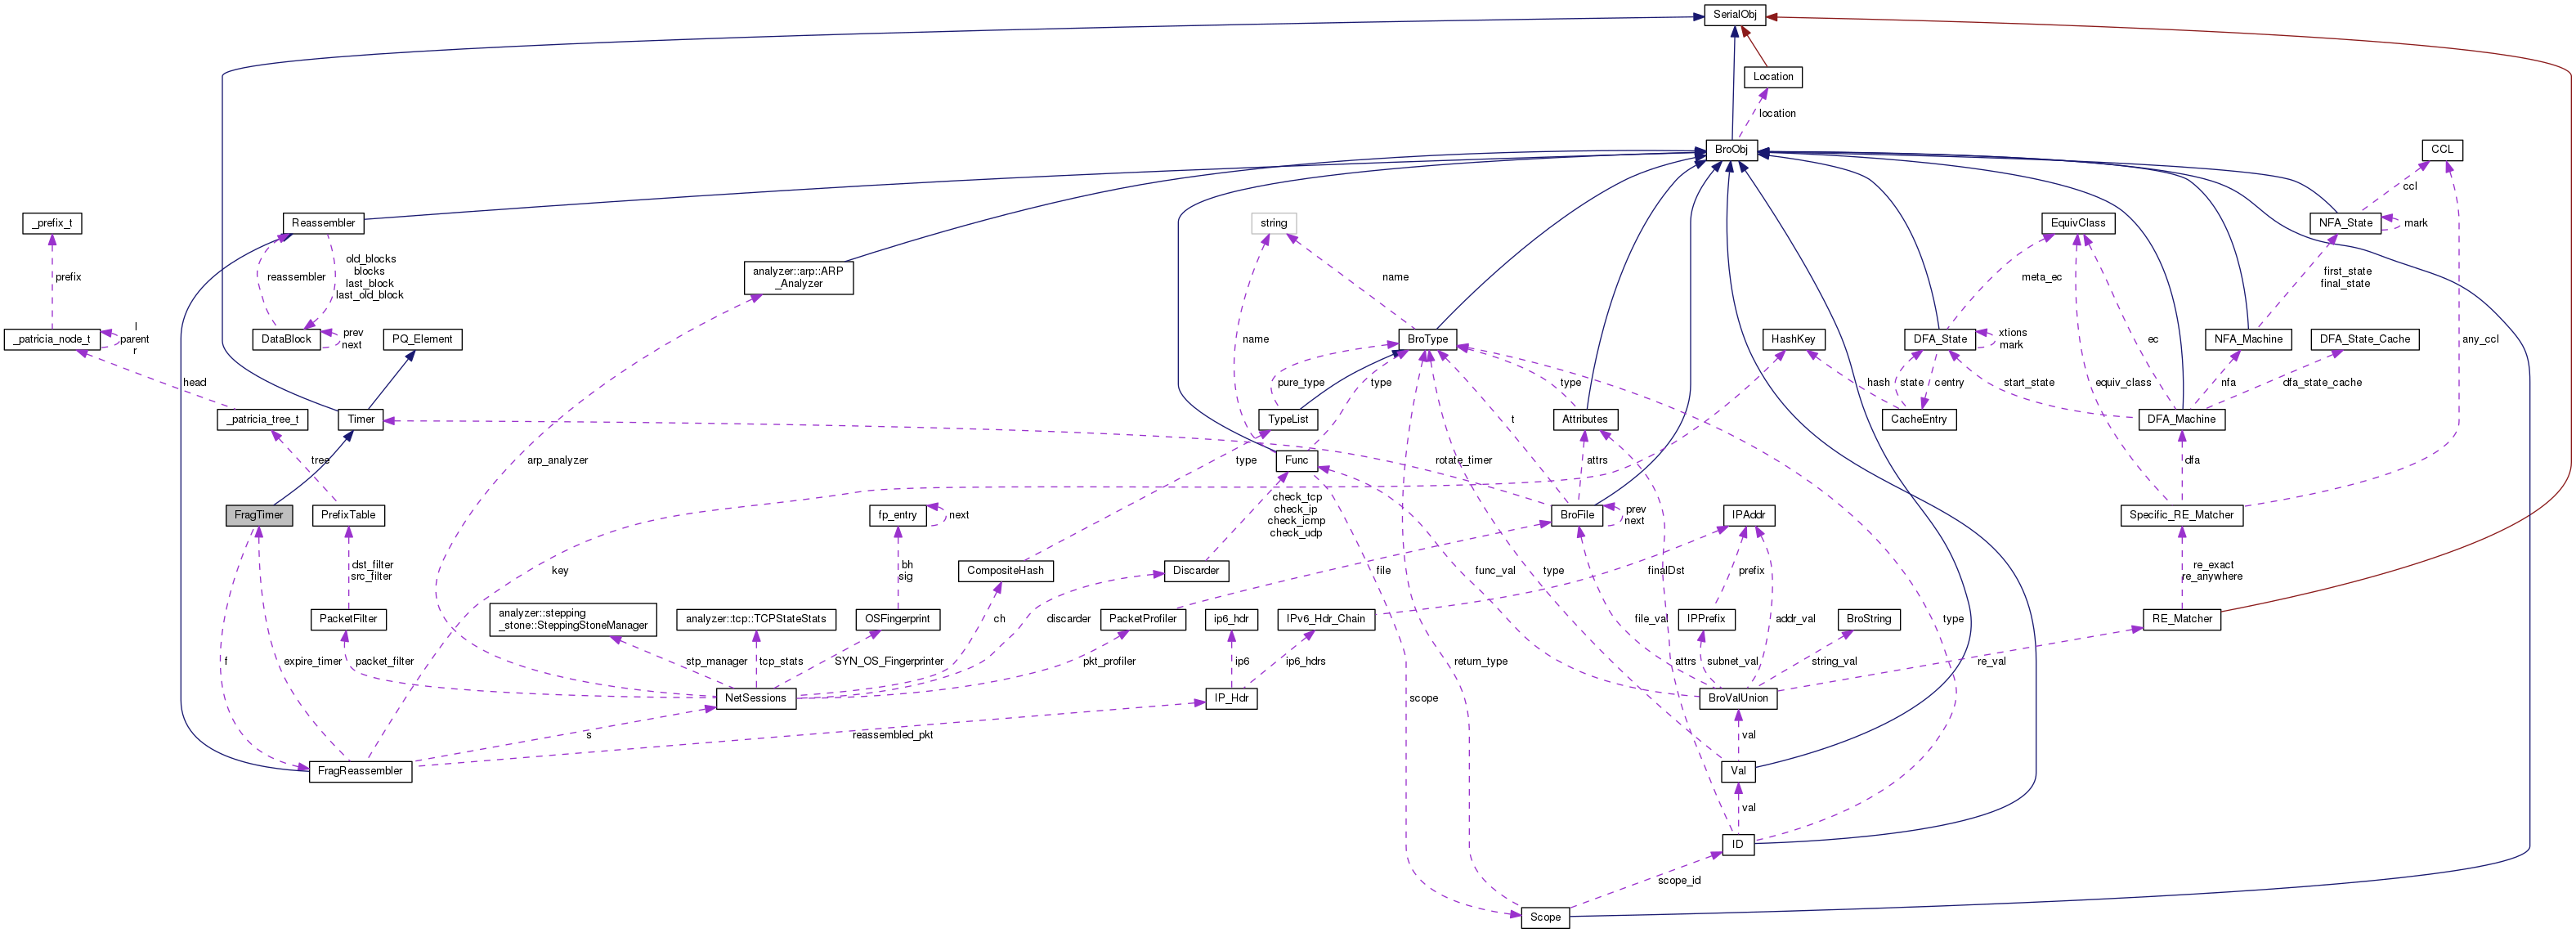 SerialObj
Location
location
BroObj
CCL
ccl
_prefix_t
Reassembler
string
EquivClass
NFA_State
mark
old_blocks
blocks
last_block
last_old_block
reassembler
prefix
analyzer::arp::ARP
_Analyzer
name
meta_ec
first_state
final_state
_patricia_node_t
l
parent
r
DataBlock
prev
next
PQ_Element
name
BroType
HashKey
DFA_State
xtions
mark
ec
NFA_Machine
DFA_State_Cache
any_ccl
head
pure_type
type
type
hash
state
centry
start_state
equiv_class
nfa
dfa_state_cache
_patricia_tree_t
Timer
TypeList
t
Attributes
CacheEntry
DFA_Machine
tree
arp_analyzer
type
Func
rotate_timer
attrs
dfa
FragTimer
PrefixTable
fp_entry
next
check_tcp
check_ip
check_icmp
check_udp
BroFile
prev
next
IPAddr
Specific_RE_Matcher
dst_filter
src_filter
key
bh
sig
CompositeHash
Discarder
file
func_val
type
finalDst
prefix
re_exact
re_anywhere
PacketFilter
analyzer::stepping
_stone::SteppingStoneManager
analyzer::tcp::TCPStateStats
OSFingerprint
ch
discarder
PacketProfiler
ip6_hdr
IPv6_Hdr_Chain
file_val
IPPrefix
addr_val
BroString
type
RE_Matcher
f
expire_timer
packet_filter
stp_manager
tcp_stats
SYN_OS_Fingerprinter
pkt_profiler
ip6
ip6_hdrs
return_type
attrs
subnet_val
string_val
re_val
NetSessions
IP_Hdr
scope
BroValUnion
s
reassembled_pkt
val
FragReassembler
Val
val
ID
scope_id
Scope